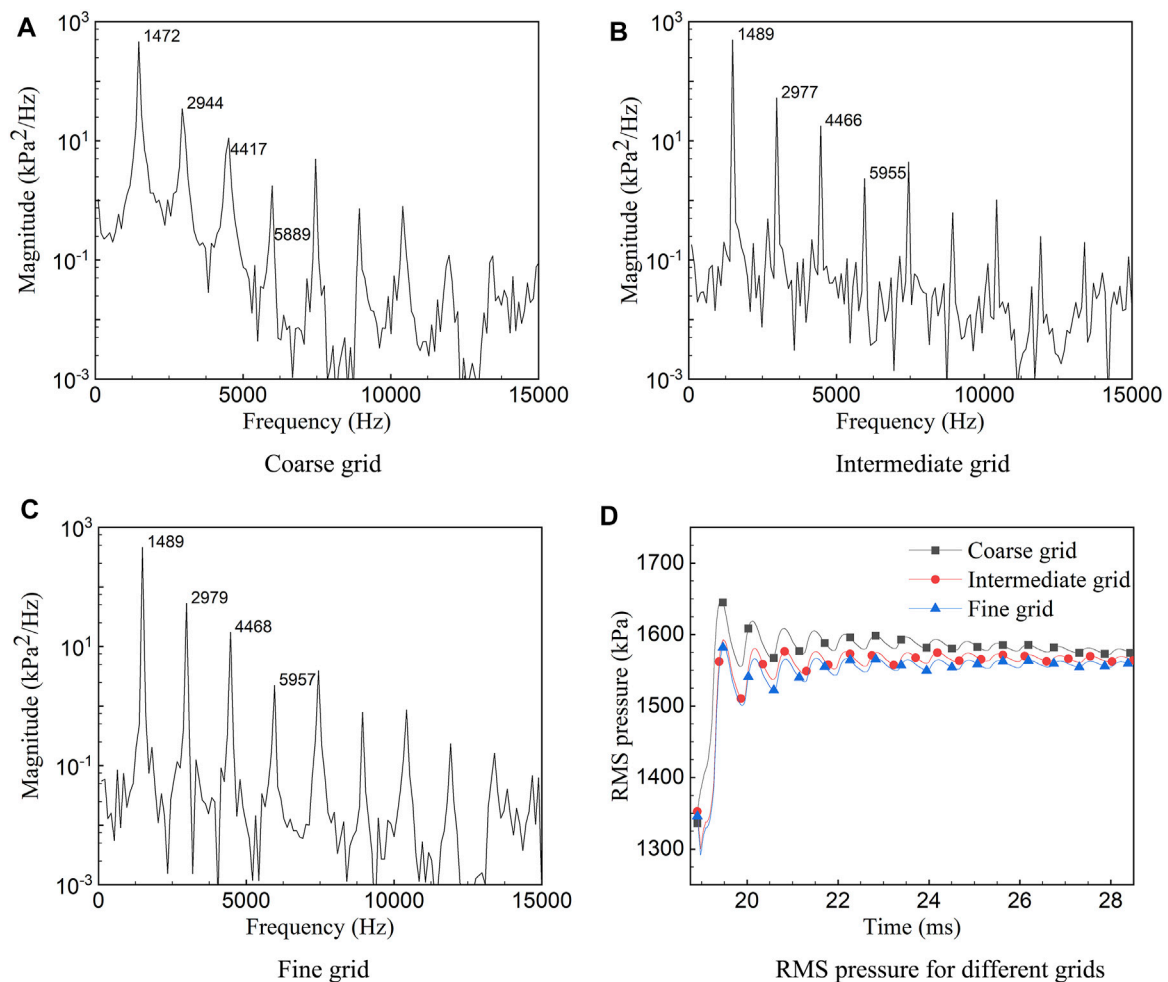 A
10³
10¹
10⁻¹
10⁻³
Magnitude (kPa²/Hz)
1472
2944
4417
5889
0
5000
10000
15000
Frequency (Hz)
Coarse grid
B
10³
10¹
10⁻¹
10⁻³
Magnitude (kPa²/Hz)
1489
2977
4466
5955
0
5000
10000
15000
Frequency (Hz)
Intermediate grid
C
10³
10¹
10⁻¹
10⁻³
Magnitude (kPa²/Hz)
1489
2979
4468
5957
0
5000
10000
15000
Frequency (Hz)
Fine grid
D
1700
1600
1500
1400
1300
RMS pressure (kPa)
Coarse grid
Intermediate grid
Fine grid
20
22
24
26
28
Time (ms)
RMS pressure for different grids